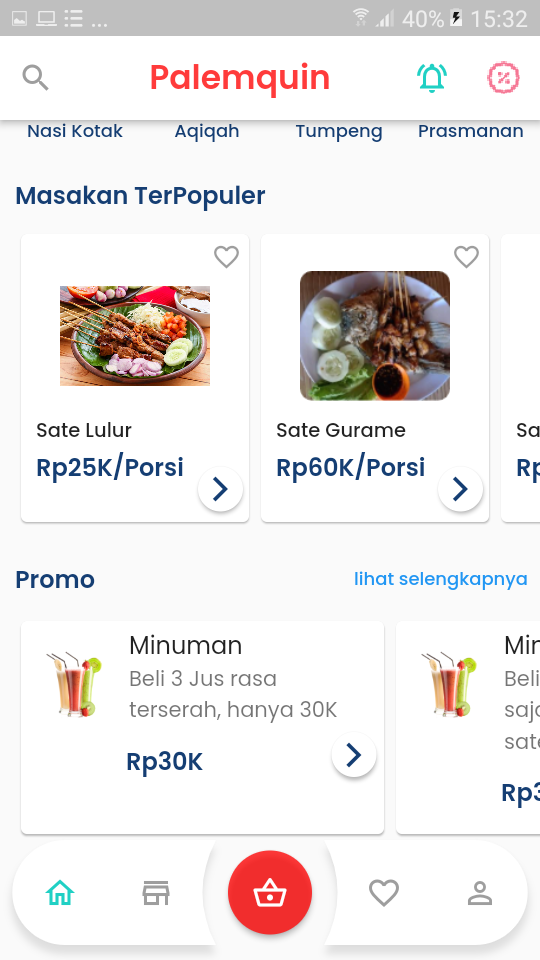 ... 40% 15:32
Palemquin
Nasi Kotak Aqiqah Tumpeng Prasmanan
Masakan TerPopuler
Sate Lulur
Rp25K/Porsi
Sate Gurame
Rp60K/Porsi
Sa
Rp
Promo
lihat selengkapnya
Minuman
Beli 3 Jus rasa
terserah, hanya 30K
Rp30K
Min
Beli
sajo
sate
Rp3